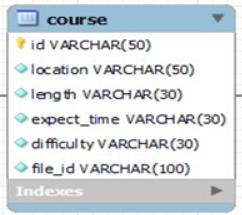 course
id VARCHAR(50)
location VARCHAR(50)
length VARCHAR(30)
expect_time VARCHAR(30)
difficulty VARCHAR(30)
file_id VARCHAR(100)
Indexes